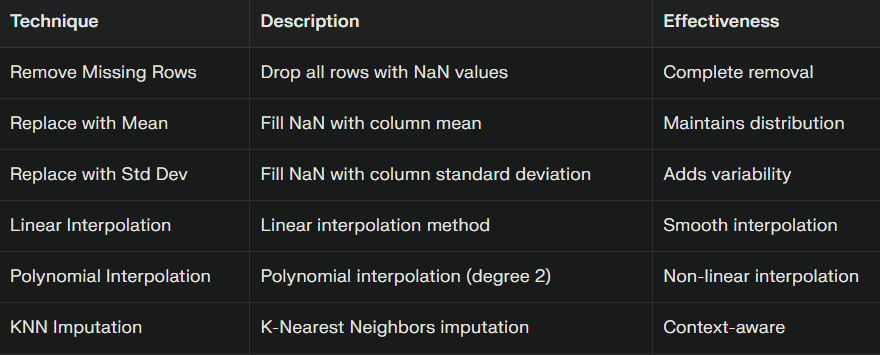 Technique Description Effectiveness
Remove Missing Rows Drop all rows with NaN values Complete removal
Replace with Mean Fill NaN with column mean Maintains distribution
Replace with Std Dev Fill NaN with column standard deviation Adds variability
Linear Interpolation Linear interpolation method Smooth interpolation
Polynomial Interpolation Polynomial interpolation (degree 2) Non-linear interpolation
KNN Imputation K-Nearest Neighbors imputation Context-aware